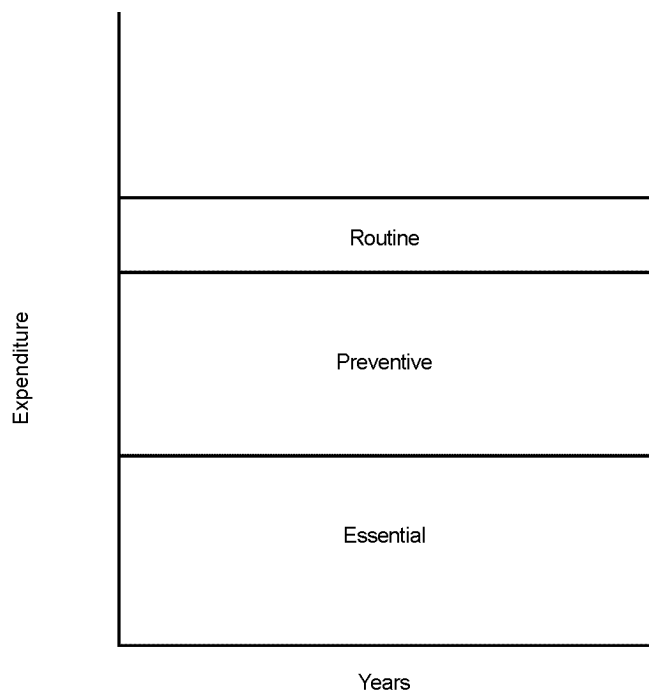 Routine
Preventive
Expenditure
Essential
Years